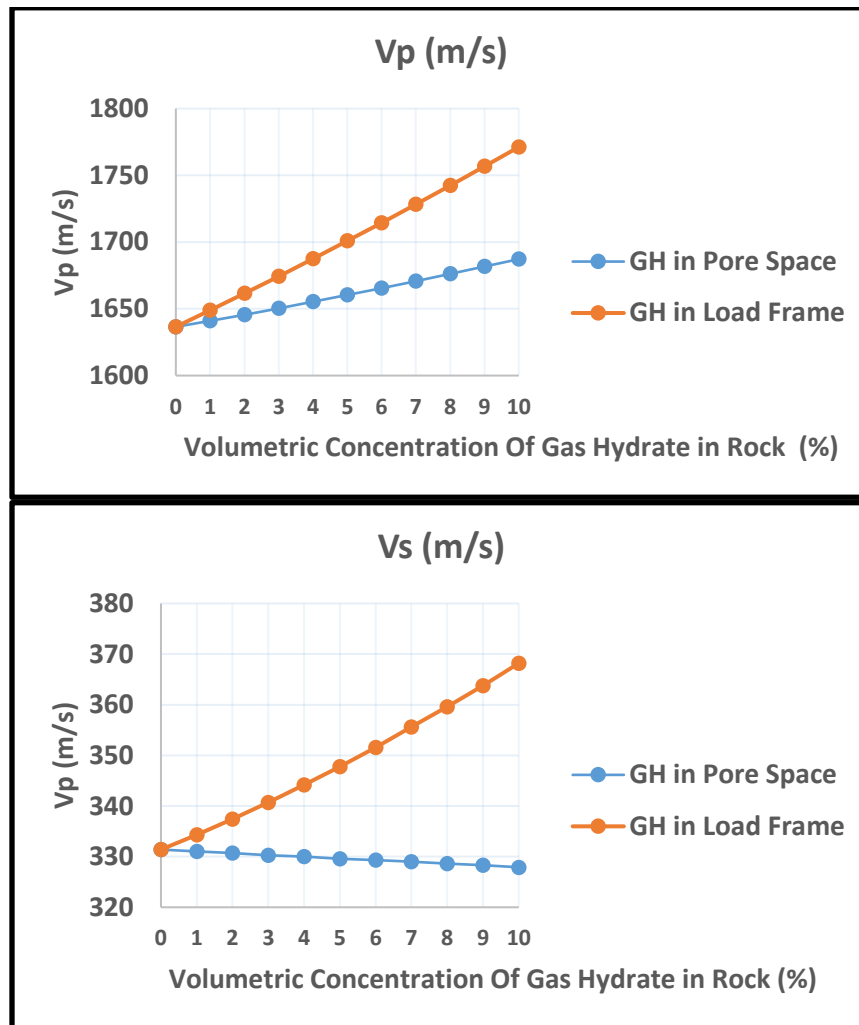 Vp (m/s)
1800
1750
1700
1650
1600
Vp (m/s)
0 1 2 3 4 5 6 7 8 9 10
Volumetric Concentration Of Gas Hydrate in Rock (%)
GH in Pore Space
GH in Load Frame
Vs (m/s)
380
370
360
350
340
330
320
Vp (m/s)
0 1 2 3 4 5 6 7 8 9 10
Volumetric Concentration Of Gas Hydrate in Rock (%)
GH in Pore Space
GH in Load Frame